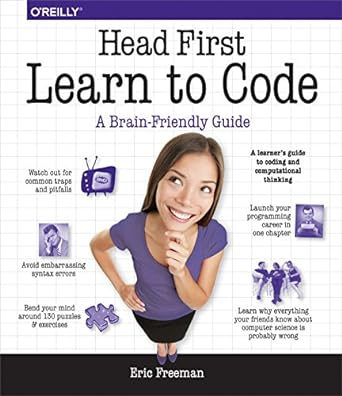 O'REILLY®
Head First
Learn to Code
A Brain-Friendly Guide
A learner's guide
to coding and
computational
thinking
Watch out for
common traps
and pitfalls
Launch your
programming
career in
one chapter
Avoid embarrassing
syntax errors
Bend your mind
around 130 puzzles
& exercises
Learn why everything
your friends know about
computer science is
probably wrong
Eric Freeman